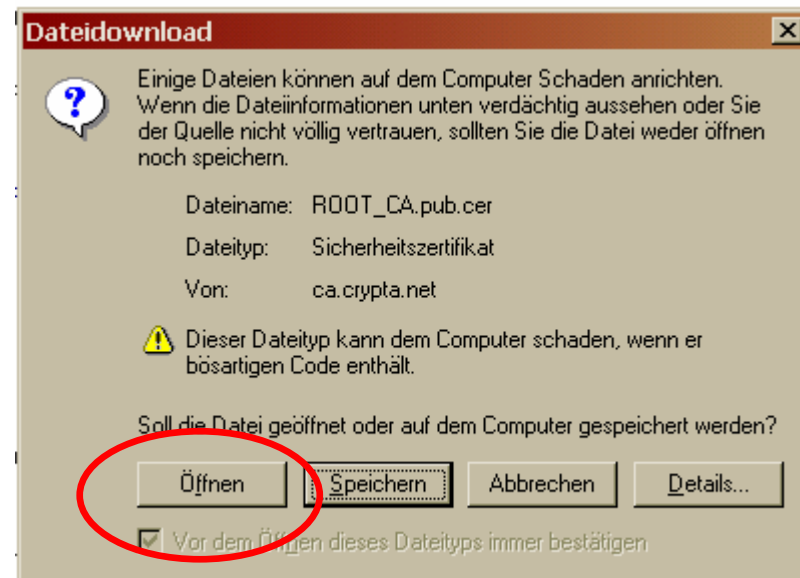 Dateidownload
Einige Dateien können auf dem Computer Schaden anrichten.
Wenn die Dateiinformationen unten verdächtig aussehen oder Sie
der Quelle nicht völlig vertrauen, sollten Sie die Datei weder öffnen
noch speichern.
Dateiname: ROOT_CA.pub.cer
Dateityp: Sicherheitszertifikat
Von: ca.crypta.net
Dieser Dateityp kann dem Computer schaden, wenn er
bösartigen Code enthält.
Soll die Datei geöffnet oder auf dem Computer gespeichert werden?
Öffnen Speichern Abbrechen Details...
Vor dem Öffnen dieses Dateityps immer bestätigen